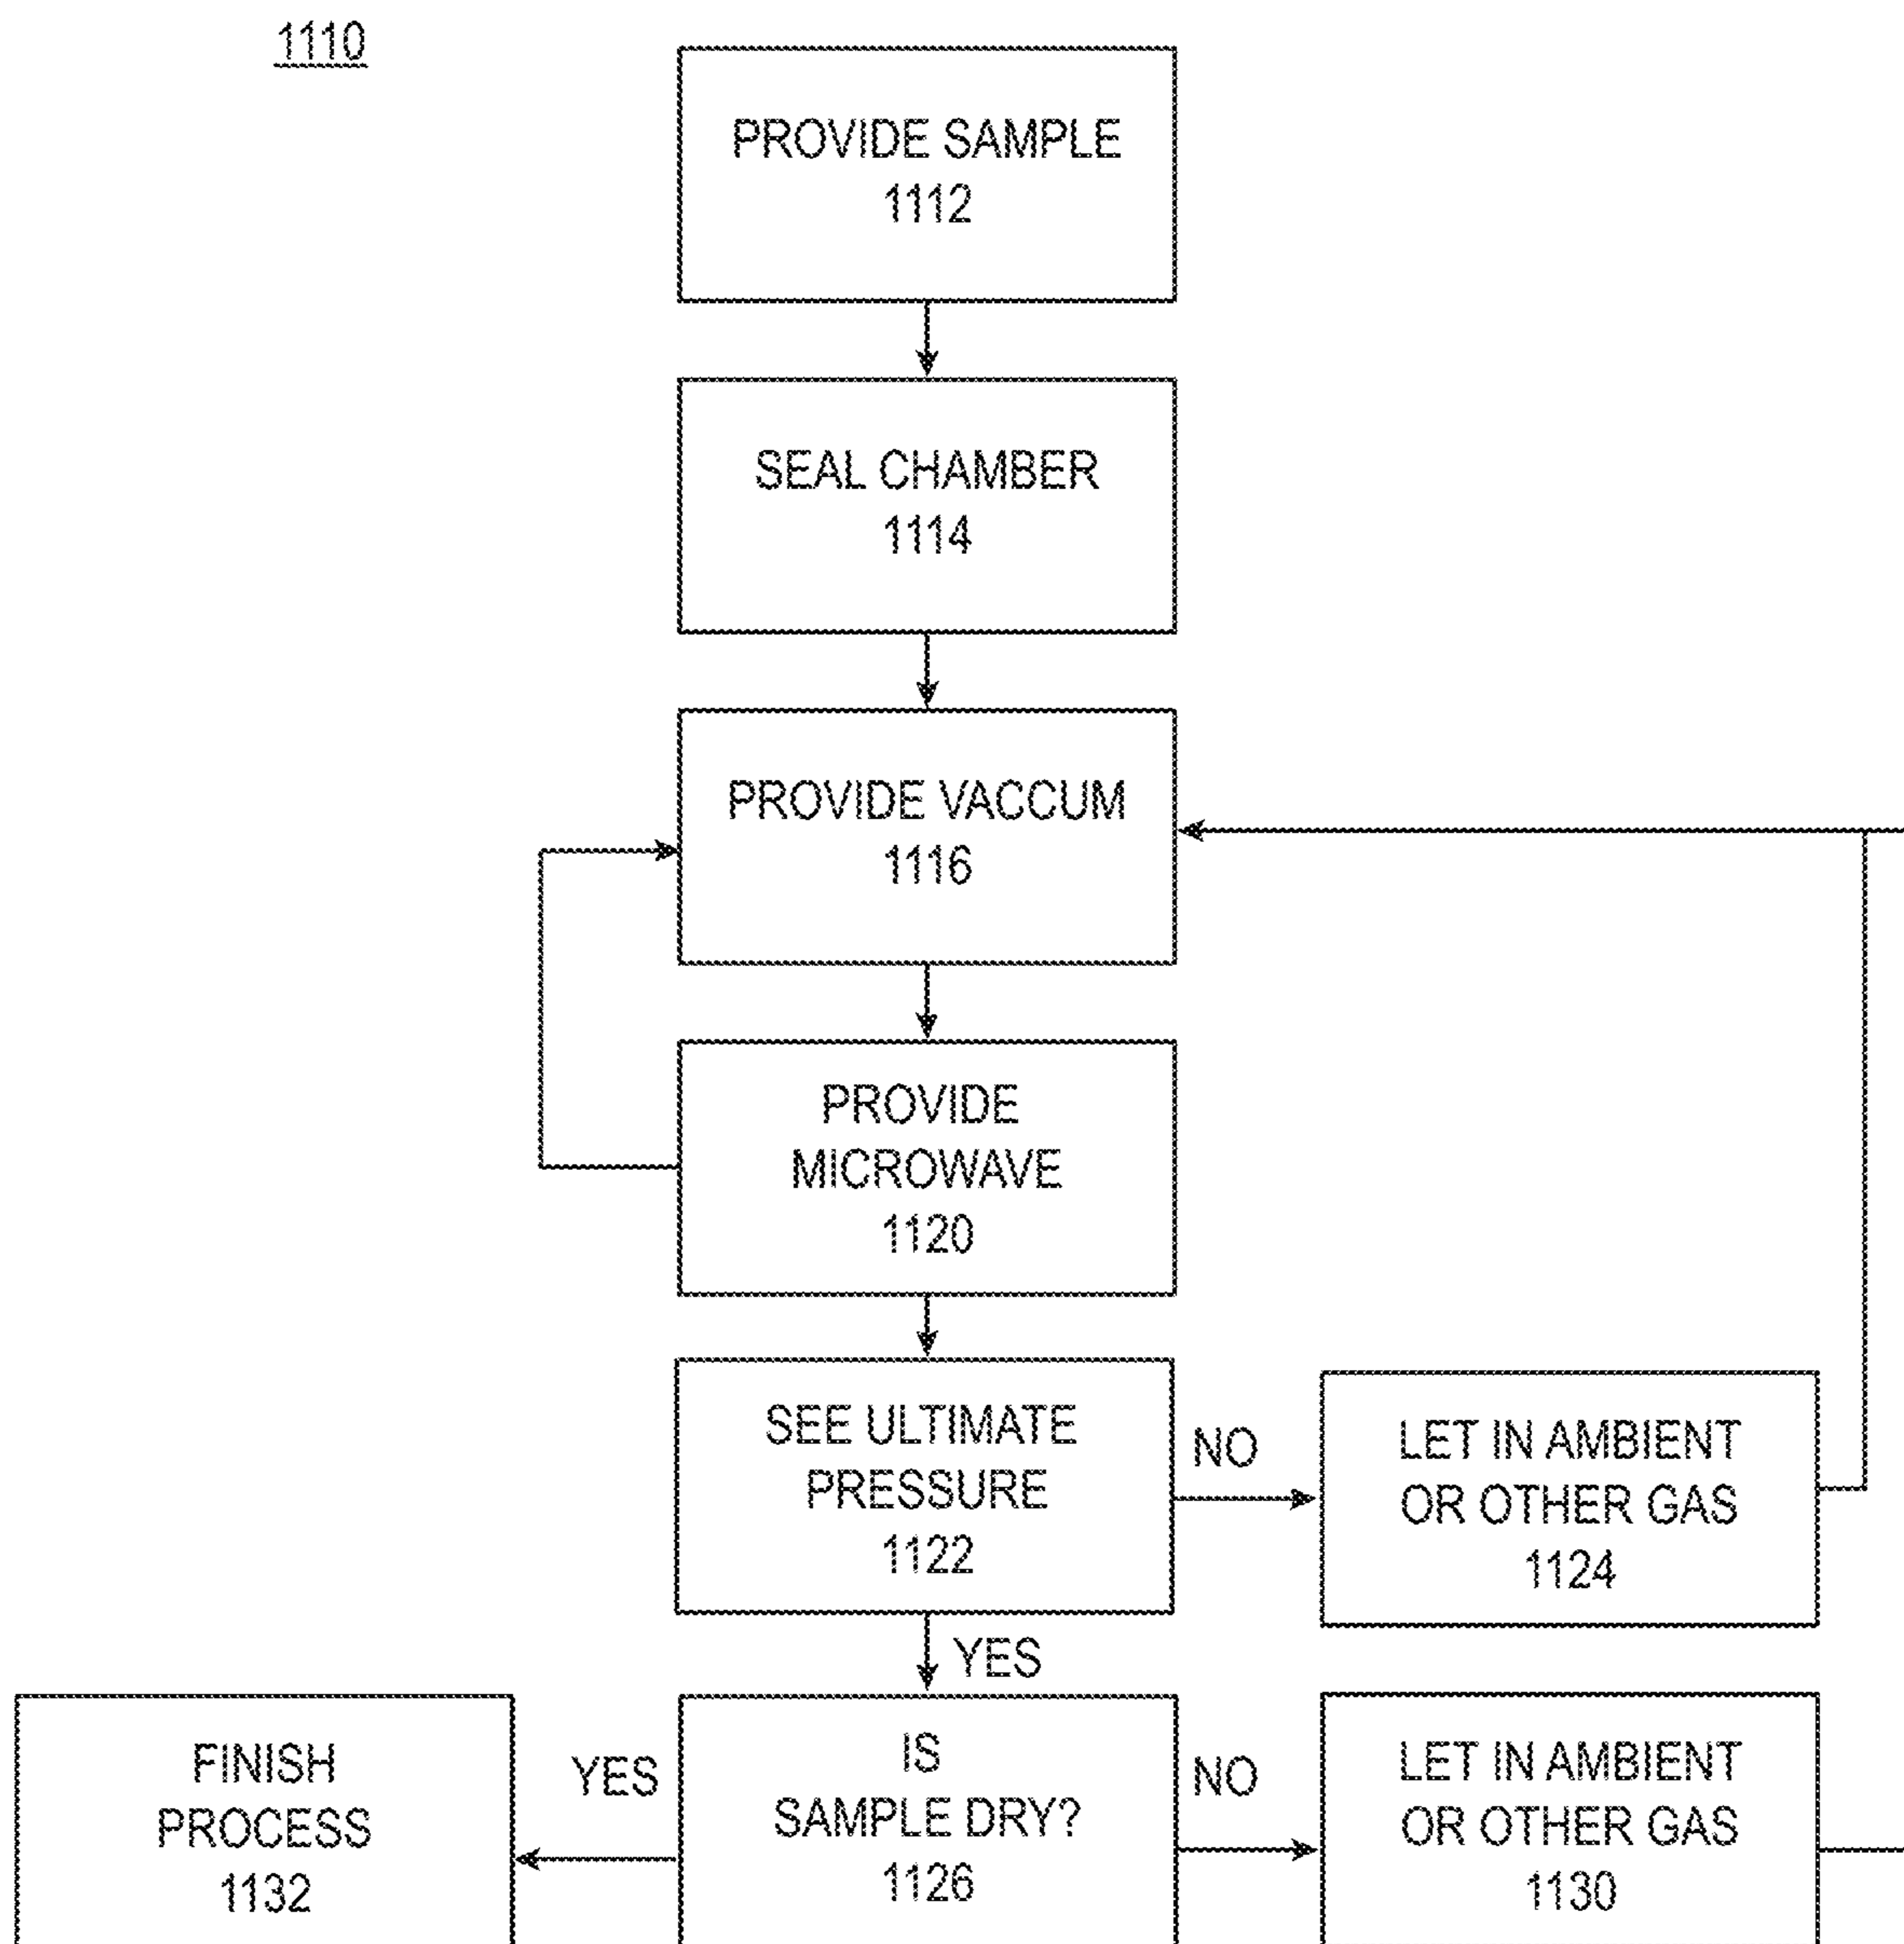 1110
PROVIDE SAMPLE
1112
SEAL CHAMBER
1114
PROVIDE VACCUM
1116
PROVIDE
MICROWAVE
1120
SEE ULTIMATE
PRESSURE
1122
NO
LET IN AMBIENT
OR OTHER GAS
1124
YES
FINISH
PROCESS
1132
YES
IS
SAMPLE DRY?
1126
NO
LET IN AMBIENT
OR OTHER GAS
1130